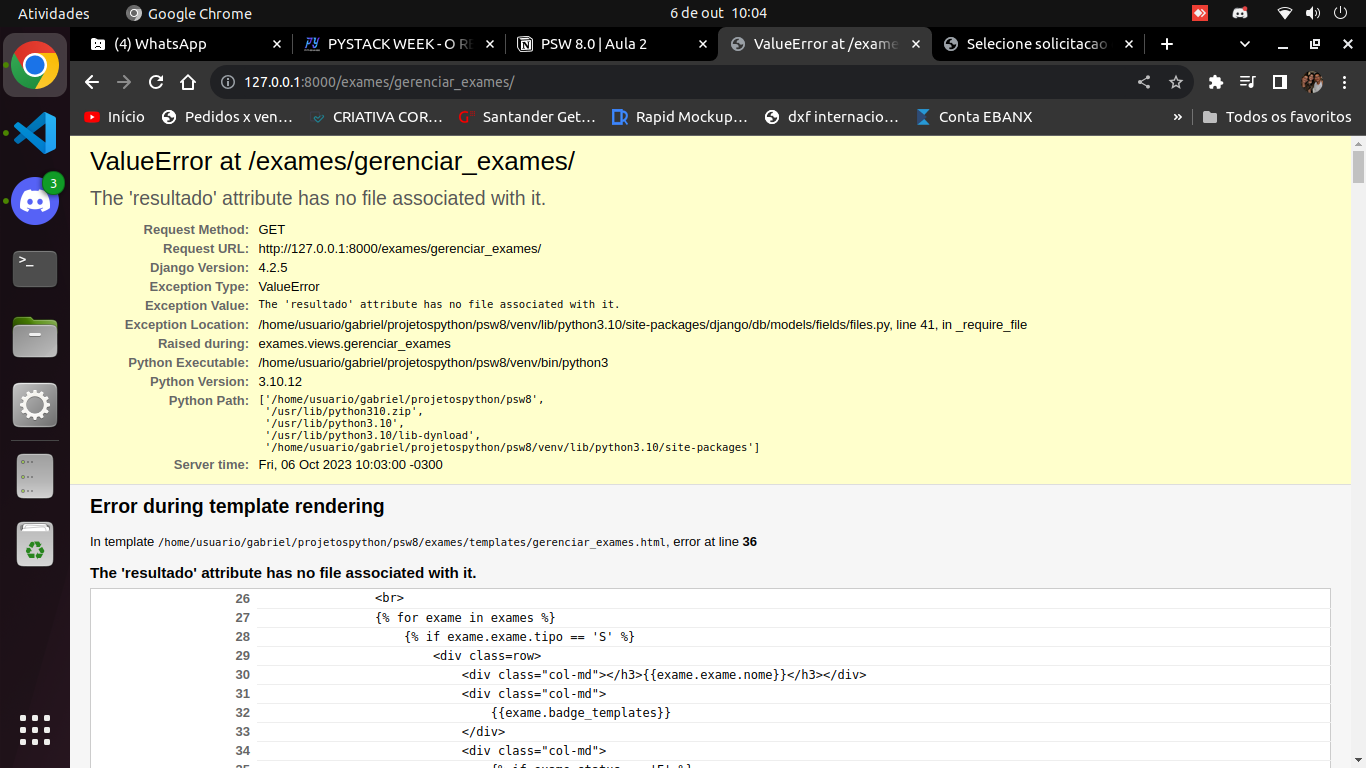 Atividades
Google Chrome
6 de out 10:04
(4) WhatsApp
PYSTACK WEEK - O RE
PSW 8.0 | Aula 2
ValueError at /exame
Selecione solicitacao
127.0.0.1:8000/exames/gerenciar_exames/
Início
Pedidos x ven…
CRIATIVA COR…
Santander Get…
Rapid Mockup…
dxf internacio…
Conta EBANX
»
Todos os favoritos
3
ValueError at /exames/gerenciar_exames/
The 'resultado' attribute has no file associated with it.
Request Method: GET
Request URL: http://127.0.0.1:8000/exames/gerenciar_exames/
Django Version: 4.2.5
Exception Type: ValueError
Exception Value: The 'resultado' attribute has no file associated with it.
Exception Location: /home/usuario/gabriel/projetospython/psw8/venv/lib/python3.10/site-packages/django/db/models/fields/files.py, line 41, in _require_file
Raised during: exames.views.gerenciar_exames
Python Executable: /home/usuario/gabriel/projetospython/psw8/venv/bin/python3
Python Version: 3.10.12
Python Path: ['/home/usuario/gabriel/projetospython/psw8',
'/usr/lib/python310.zip',
'/usr/lib/python3.10',
'/usr/lib/python3.10/lib-dynload',
'/home/usuario/gabriel/projetospython/psw8/venv/lib/python3.10/site-packages']
Server time: Fri, 06 Oct 2023 10:03:00 -0300
Error during template rendering
In template /home/usuario/gabriel/projetospython/psw8/exames/templates/gerenciar_exames.html, error at line 36
The 'resultado' attribute has no file associated with it.
26 <br>
27 {% for exame in exames %}
28 {% if exame.exame.tipo == 'S' %}
29 <div class=row>
30 <div class="col-md"></h3>{{exame.exame.nome}}</h3></div>
31 <div class="col-md">
32 {{exame.badge_templates}}
33 </div>
34 <div class="col-md">